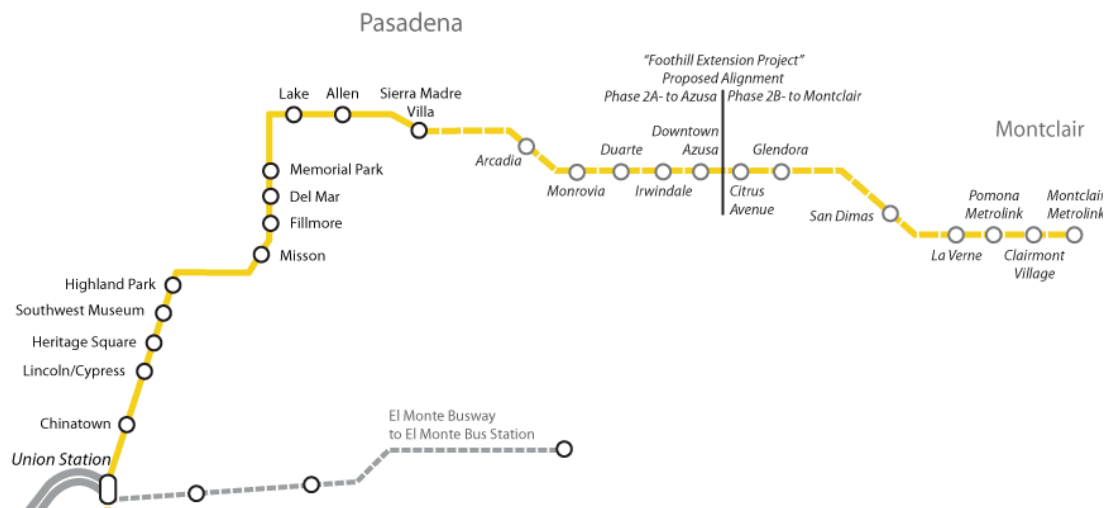 Pasadena
"Foothill Extension Project"
Proposed Alignment
Phase 2A- to Azusa
Phase 2B- to Montclair
Lake
Allen
Sierra Madre
Villa
Arcadia
Monrovia
Duarte
Irwindale
Downtown
Azusa
Citrus
Avenue
Glendora
Montclair
San Dimas
La Verne
Pomona
Metrolink
Clairmont
Village
Montclair
Metrolink
Memorial Park
Del Mar
Fillmore
Misson
Highland Park
Southwest Museum
Heritage Square
Lincoln/Cypress
Chinatown
Union Station
El Monte Busway
to El Monte Bus Station